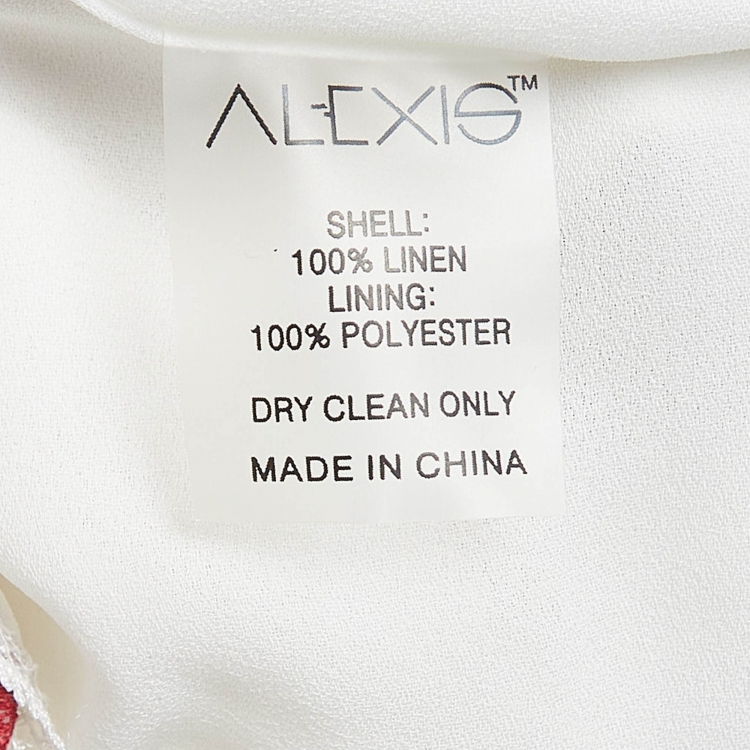 ALEXIS™
SHELL:
100% LINEN
LINING:
100% POLYESTER
DRY CLEAN ONLY
MADE IN CHINA